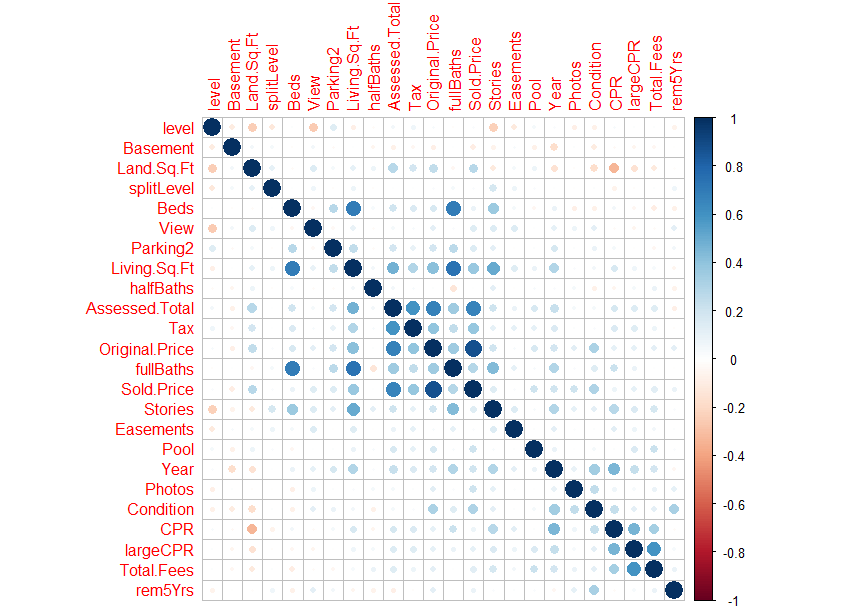 level
Basement
Land.Sq.Ft
splitLevel
Beds
View
Parking2
Living.Sq.Ft
halfBaths
Assessed.Total
Tax
Original.Price
fullBaths
Sold.Price
Stories
Easements
Pool
Year
Photos
Condition
CPR
largeCPR
Total.Fees
rem5Yrs
level
Basement
Land.Sq.Ft
splitLevel
Beds
View
Parking2
Living.Sq.Ft
halfBaths
Assessed.Total
Tax
Original.Price
fullBaths
Sold.Price
Stories
Easements
Pool
Year
Photos
Condition
CPR
largeCPR
Total.Fees
rem5Yrs
1
0.8
0.6
0.4
0.2
0
-0.2
-0.4
-0.6
-0.8
-1